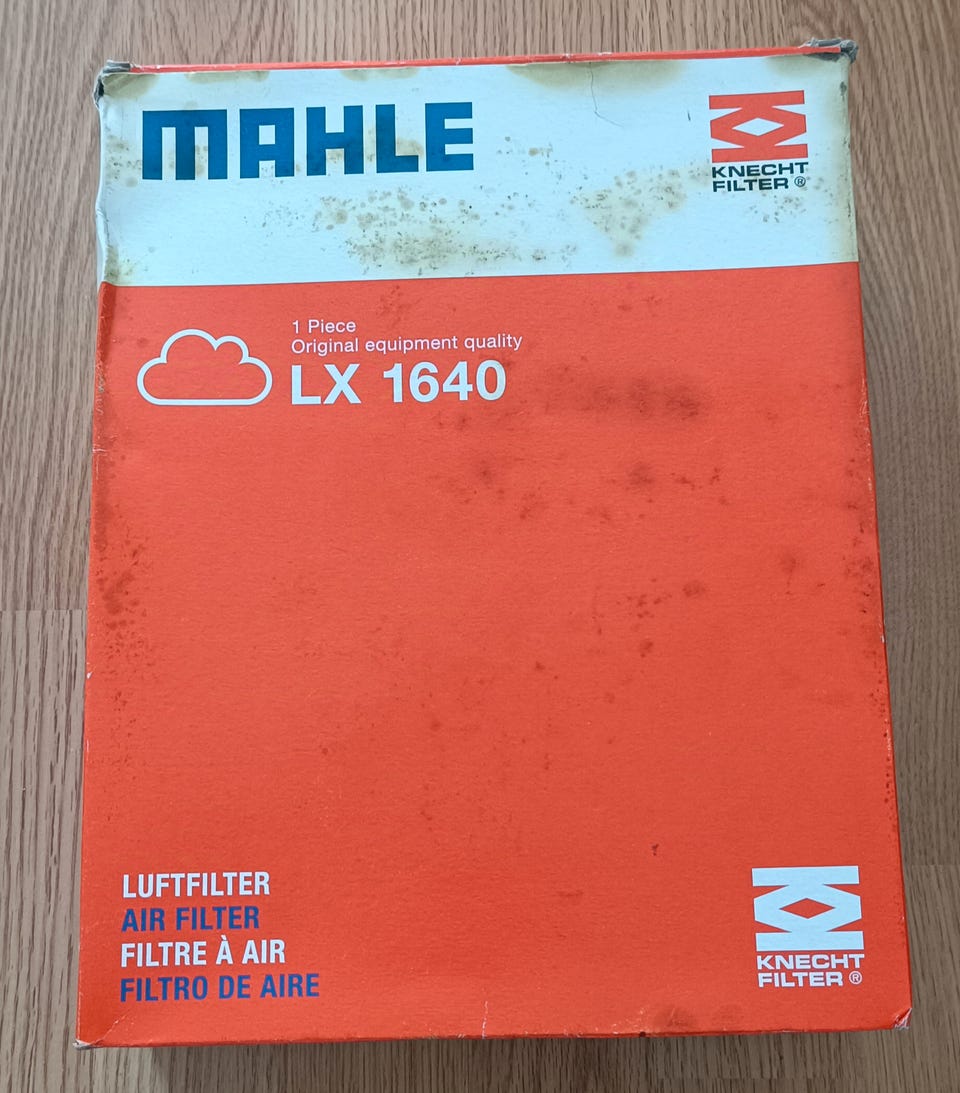 MAHLE
KNECHT
FILTER ®
1 Piece
Original equipment quality
LX 1640
LUFTFILTER
AIR FILTER
FILTRE À AIR
FILTRO DE AIRE
KNECHT
FILTER ®